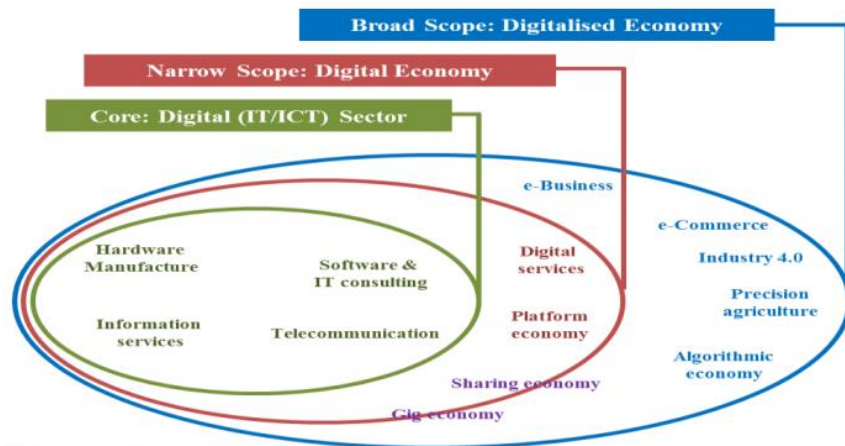 Broad Scope: Digitalised Economy
Narrow Scope: Digital Economy
Core: Digital (IT/ICT) Sector
e-Business
e-Commerce
Hardware
Manufacture
Software &
IT consulting
Digital
services
Industry 4.0
Precision
agriculture
Information
services
Telecommunication
Platform
economy
Algorithmic
economy
Sharing economy
Gig economy